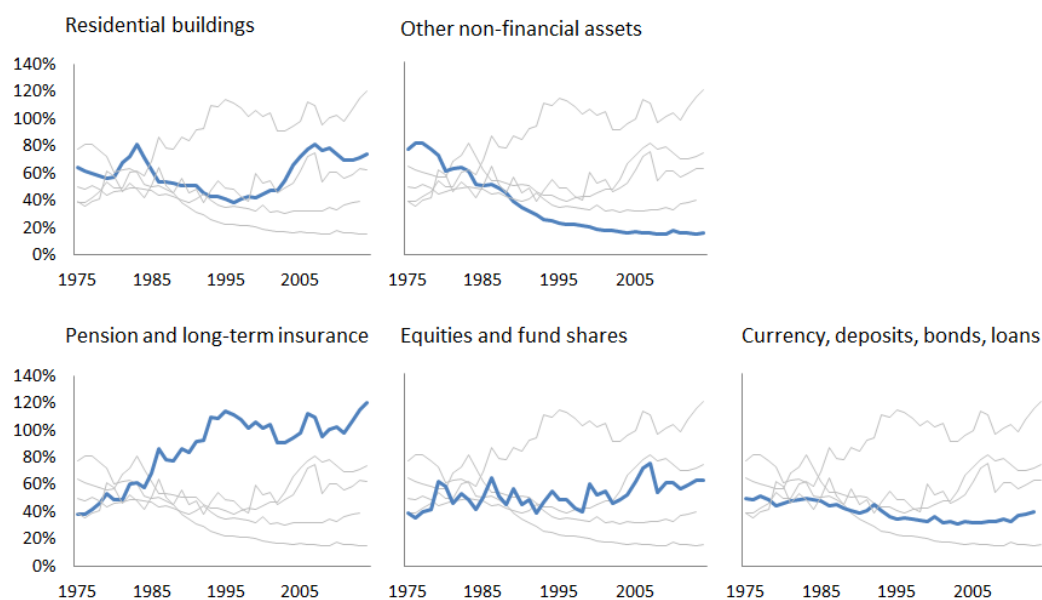 Residential buildings
Other non-financial assets
140%
120%
100%
80%
60%
40%
20%
0%
1975 1985 1995 2005
1975 1985 1995 2005
Pension and long-term insurance
Equities and fund shares
Currency, deposits, bonds, loans
140%
120%
100%
80%
60%
40%
20%
0%
1975 1985 1995 2005
1975 1985 1995 2005
1975 1985 1995 2005